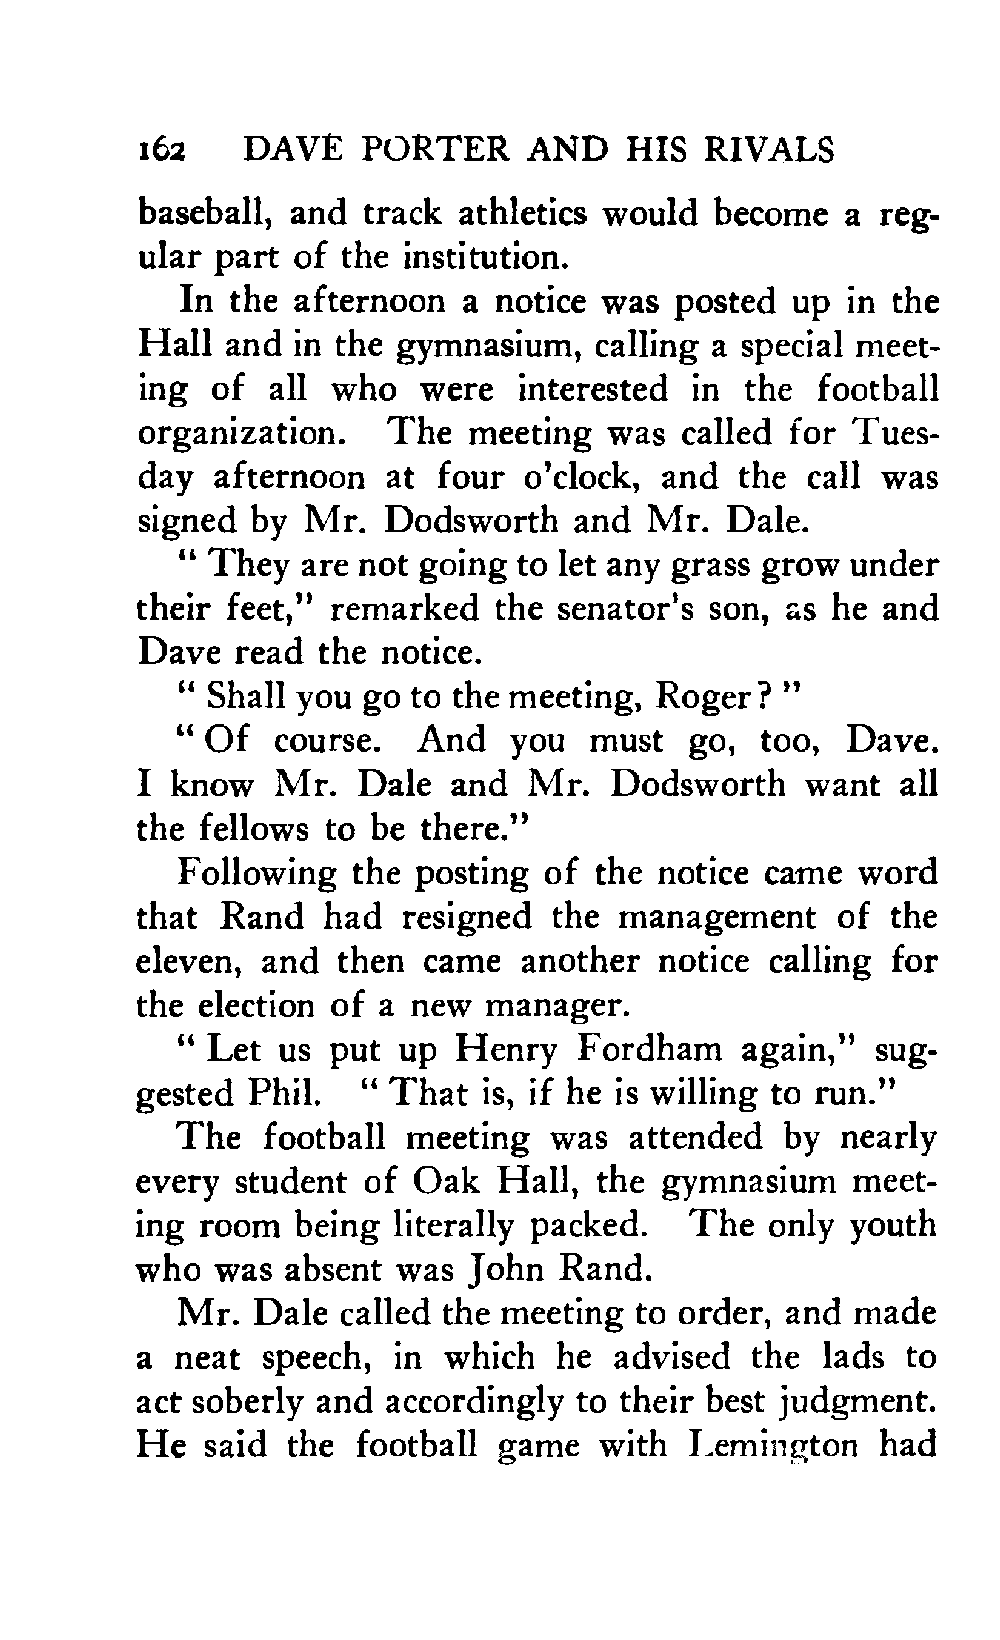 162 DAVE PORTER AND HIS RIVALS
baseball, and track athletics would become a reg-
ular part of the institution.
In the afternoon a notice was posted up in the
Hall and in the gymnasium, calling a special meet-
ing of all who were interested in the football
organization. The meeting was called for Tues-
day afternoon at four o'clock, and the call was
signed by Mr. Dodsworth and Mr. Dale.
" They are not going to let any grass grow under
their feet," remarked the senator's son, as he and
Dave read the notice.
" Shall you go to the meeting, Roger? "
" Of course. And you must go, too, Dave.
I know Mr. Dale and Mr. Dodsworth want all
the fellows to be there."
Following the posting of the notice came word
that Rand had resigned the management of the
eleven, and then came another notice calling for
the election of a new manager.
" Let us put up Henry Fordham again," sug-
gested Phil. " That is, if he is willing to run."
The football meeting was attended by nearly
every student of Oak Hall, the gymnasium meet-
ing room being literally packed. The only youth
who was absent was John Rand.
Mr. Dale called the meeting to order, and made
a neat speech, in which he advised the lads to
act soberly and accordingly to their best judgment.
He said the football game with Lemington had